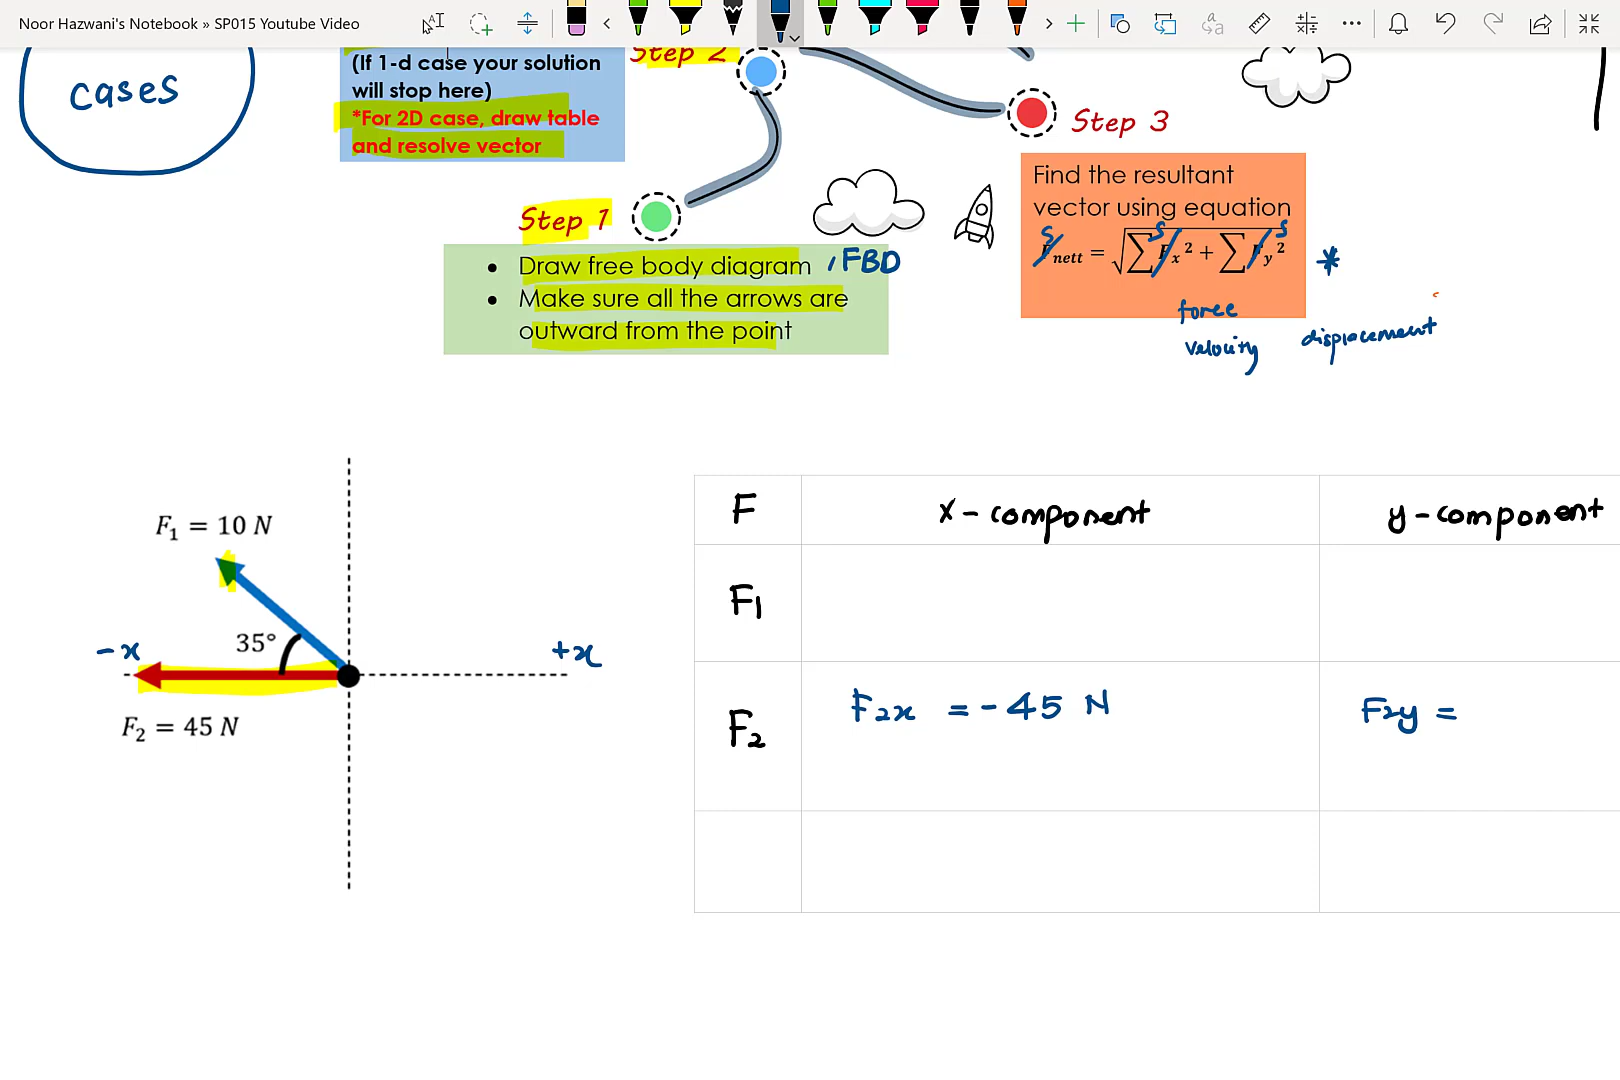 Noor Hazwani's Notebook » SP015 Youtube Video
cases
(If 1-d case your solution
will stop here)
*For 2D case, draw table
and resolve vector
Step 2
Step 3
Step 1
• Draw free body diagram , FBD
• Make sure all the arrows are
outward from the point
Find the resultant
vector using equation
F_nett = √(∑F_x² + ∑F_y²) *
s s s
force
velocity displacement
F₁ = 10 N
35°
-x +x
F₂ = 45 N
F x-component y-component
F₁
F₂ F₂x = -45 N F₂y =